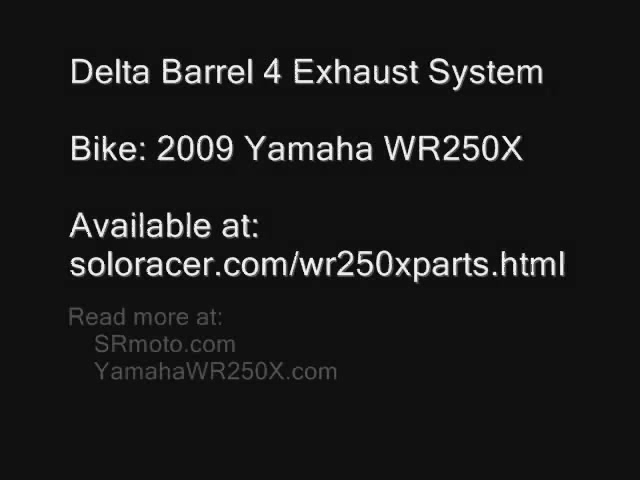 Delta Barrel 4 Exhaust System
Bike: 2009 Yamaha WR250X
Available at:
soloracer.com/wr250xparts.html
Read more at:
SRmoto.com
YamahaWR250X.com